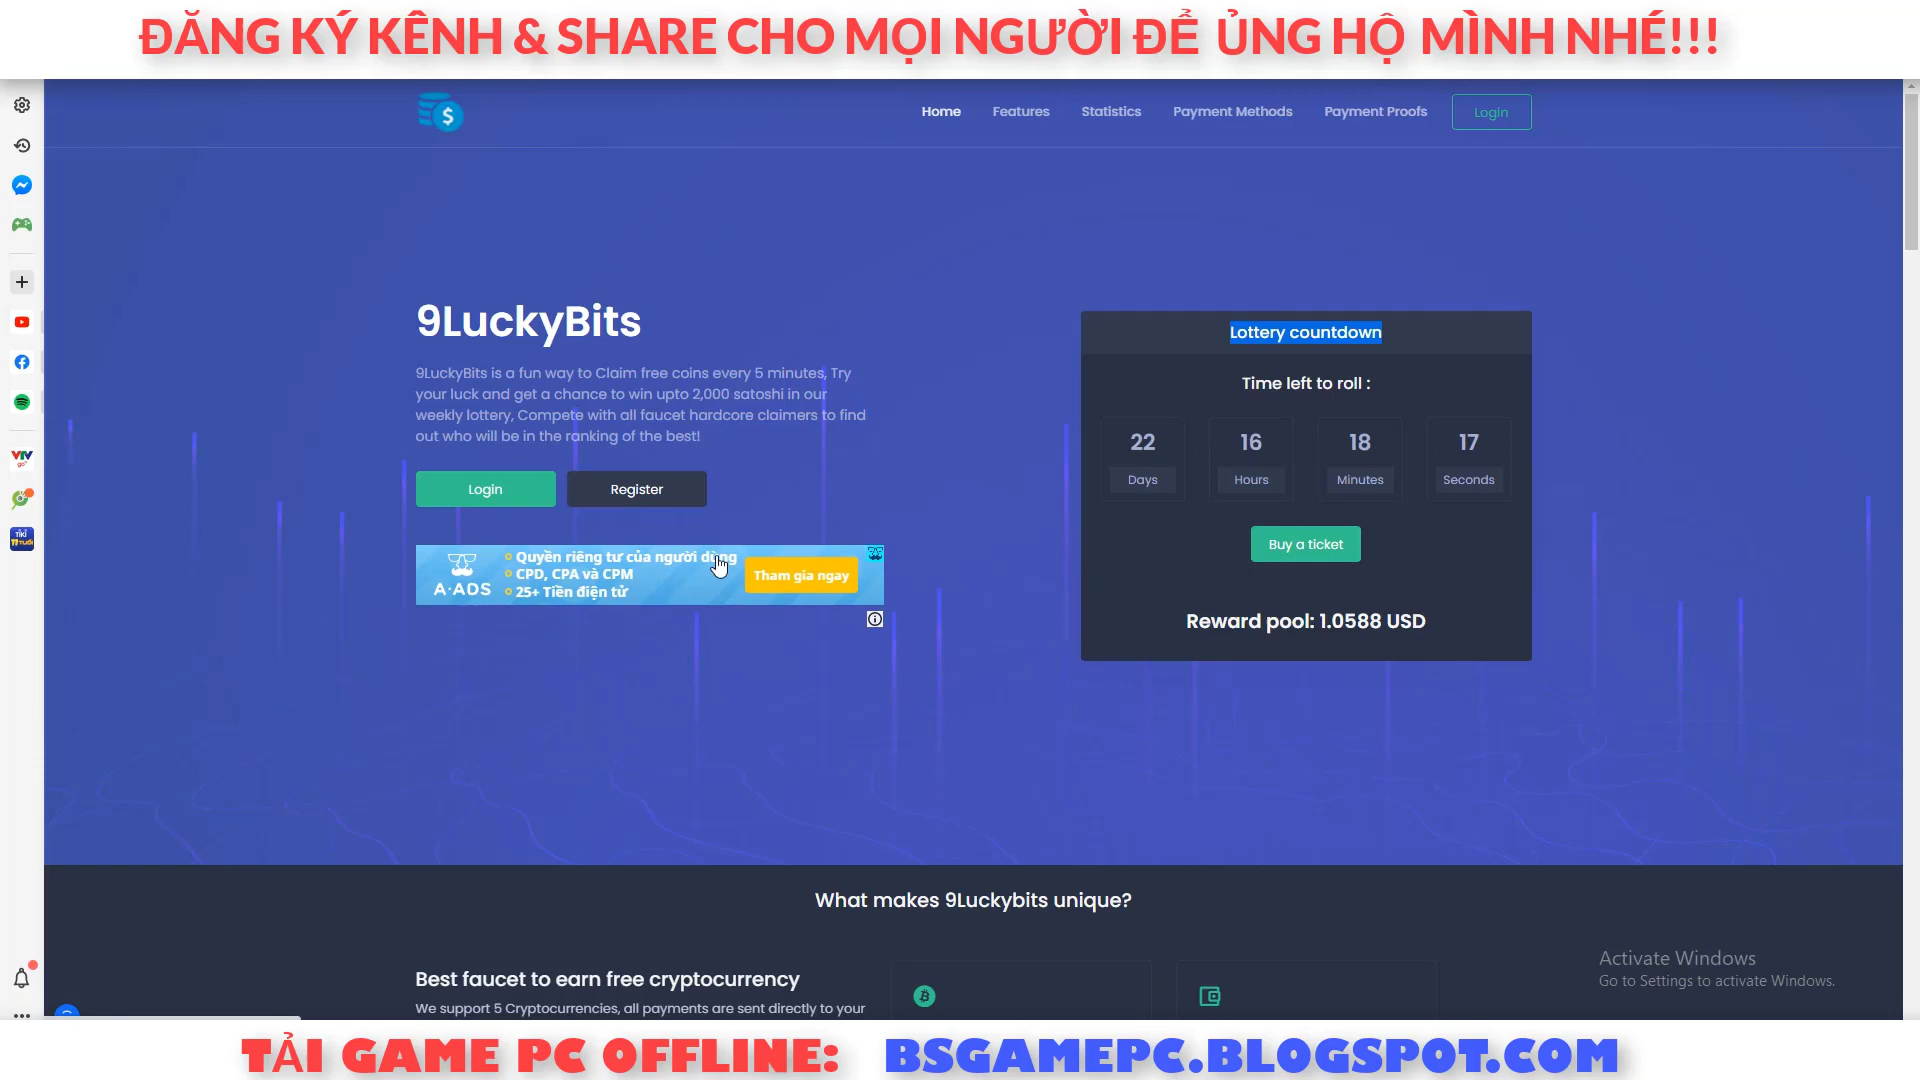 ĐĂNG KÝ KÊNH & SHARE CHO MỌI NGƯỜI ĐỂ ỦNG HỘ MÌNH NHÉ!!!
Home Features Statistics Payment Methods Payment Proofs Login
9LuckyBits
9LuckyBits is a fun way to Claim free coins every 5 minutes, Try
your luck and get a chance to win upto 2,000 satoshi in our
weekly lottery, Compete with all faucet hardcore claimers to find
out who will be in the ranking of the best!
Login Register
A-ADS
Quyền riêng tư của người dùng
CPD, CPA và CPM
25+ Tiền điện tử
Tham gia ngay
Lottery countdown
Time left to roll :
22 16 18 17
Days Hours Minutes Seconds
Buy a ticket
Reward pool: 1.0588 USD
What makes 9Luckybits unique?
Best faucet to earn free cryptocurrency
We support 5 Cryptocurrencies, all payments are sent directly to your
Activate Windows
Go to Settings to activate Windows.
VTV
go
TIKI
TẢI GAME PC OFFLINE: BSGAMEPC.BLOGSPOT.COM